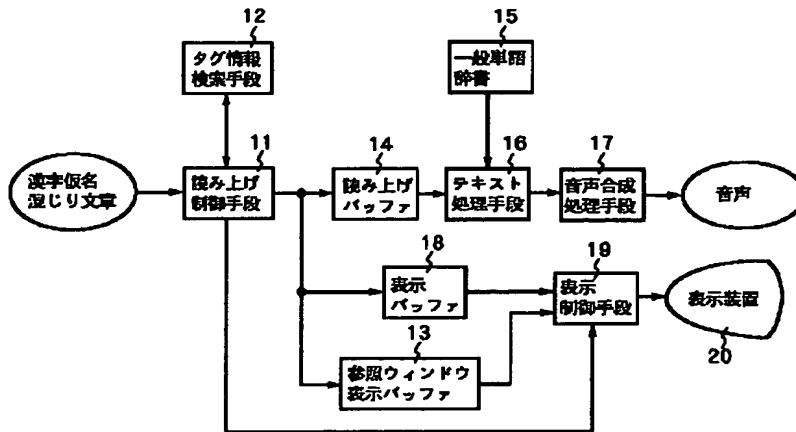 12
タグ情報
検索手段
15
一般単語
辞書
漢字仮名
混じり文章
11
読み上げ
制御手段
14
読み上げ
バッファ
16
テキスト
処理手段
17
音声合成
処理手段
音声
18
表示
バッファ
19
表示
制御手段
表示装置
20
13
参照ウィンドウ
表示バッファ